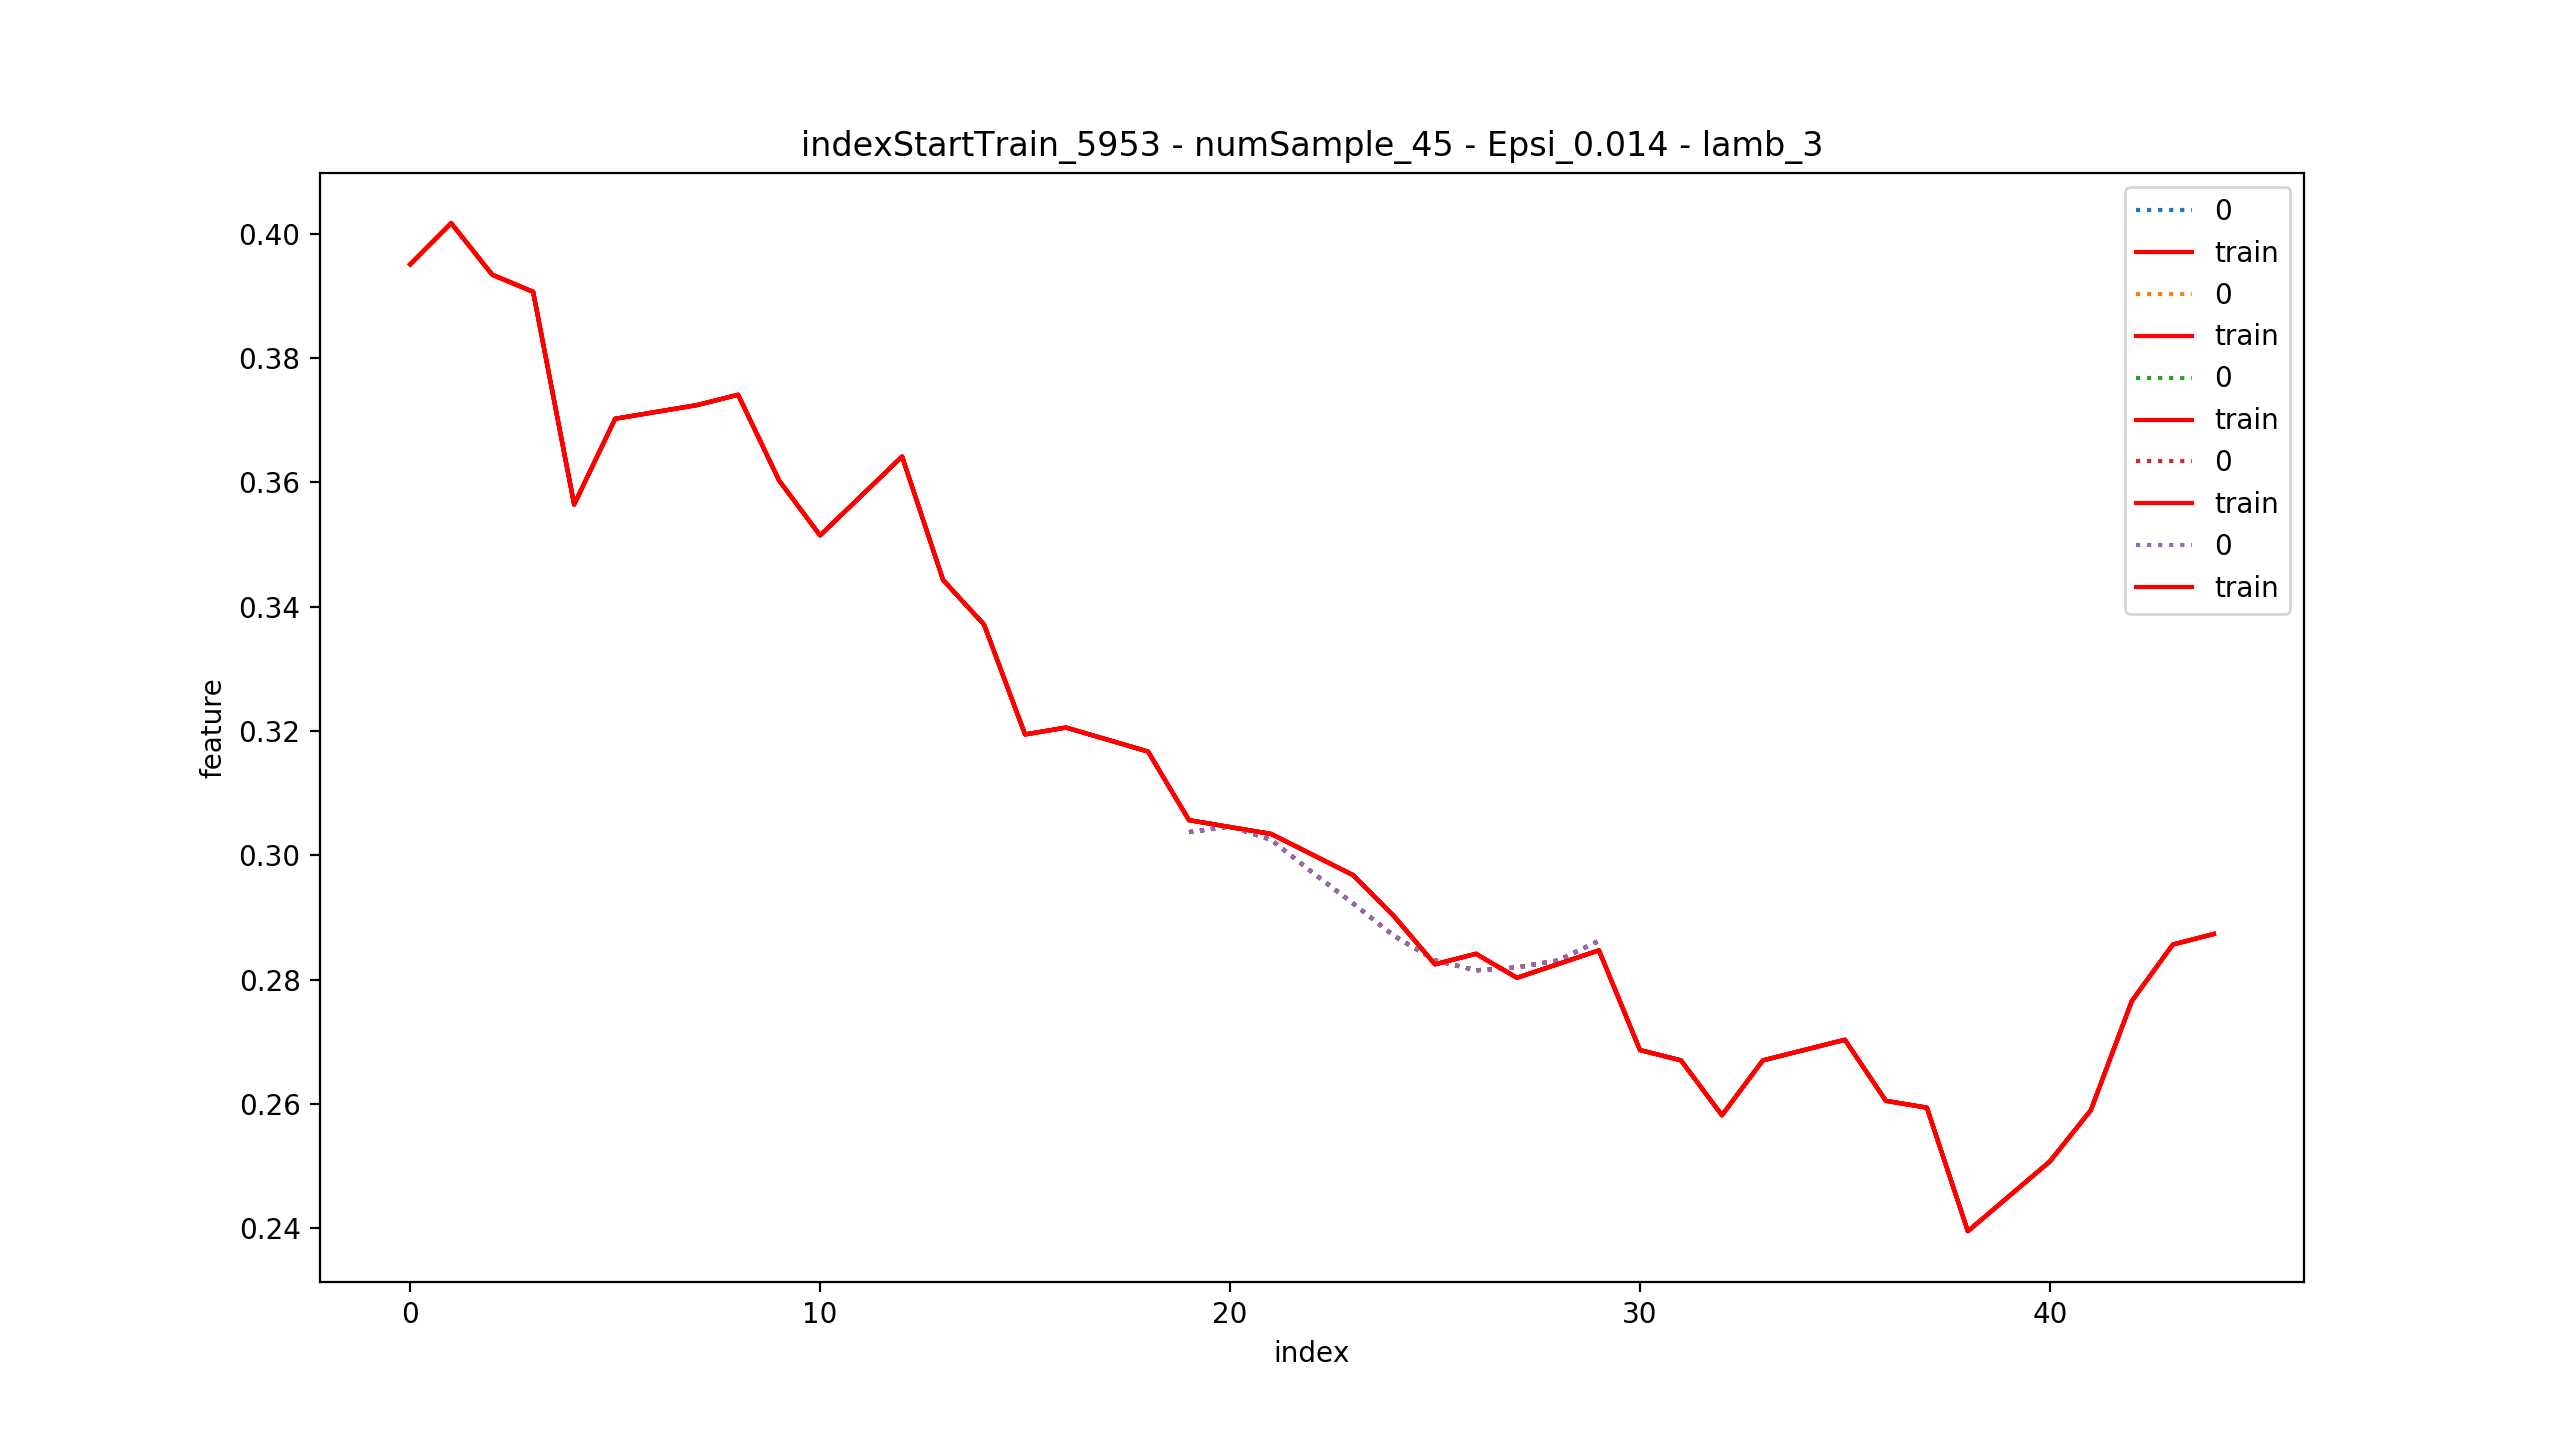 indexStartTrain_5953 - numSample_45 - Epsi_0.014 - lamb_3
0
train
0
train
0
train
0
train
0
train
0.40
0.38
0.36
0.34
0.32
0.30
0.28
0.26
0.24
feature
0 10 20 30 40
index